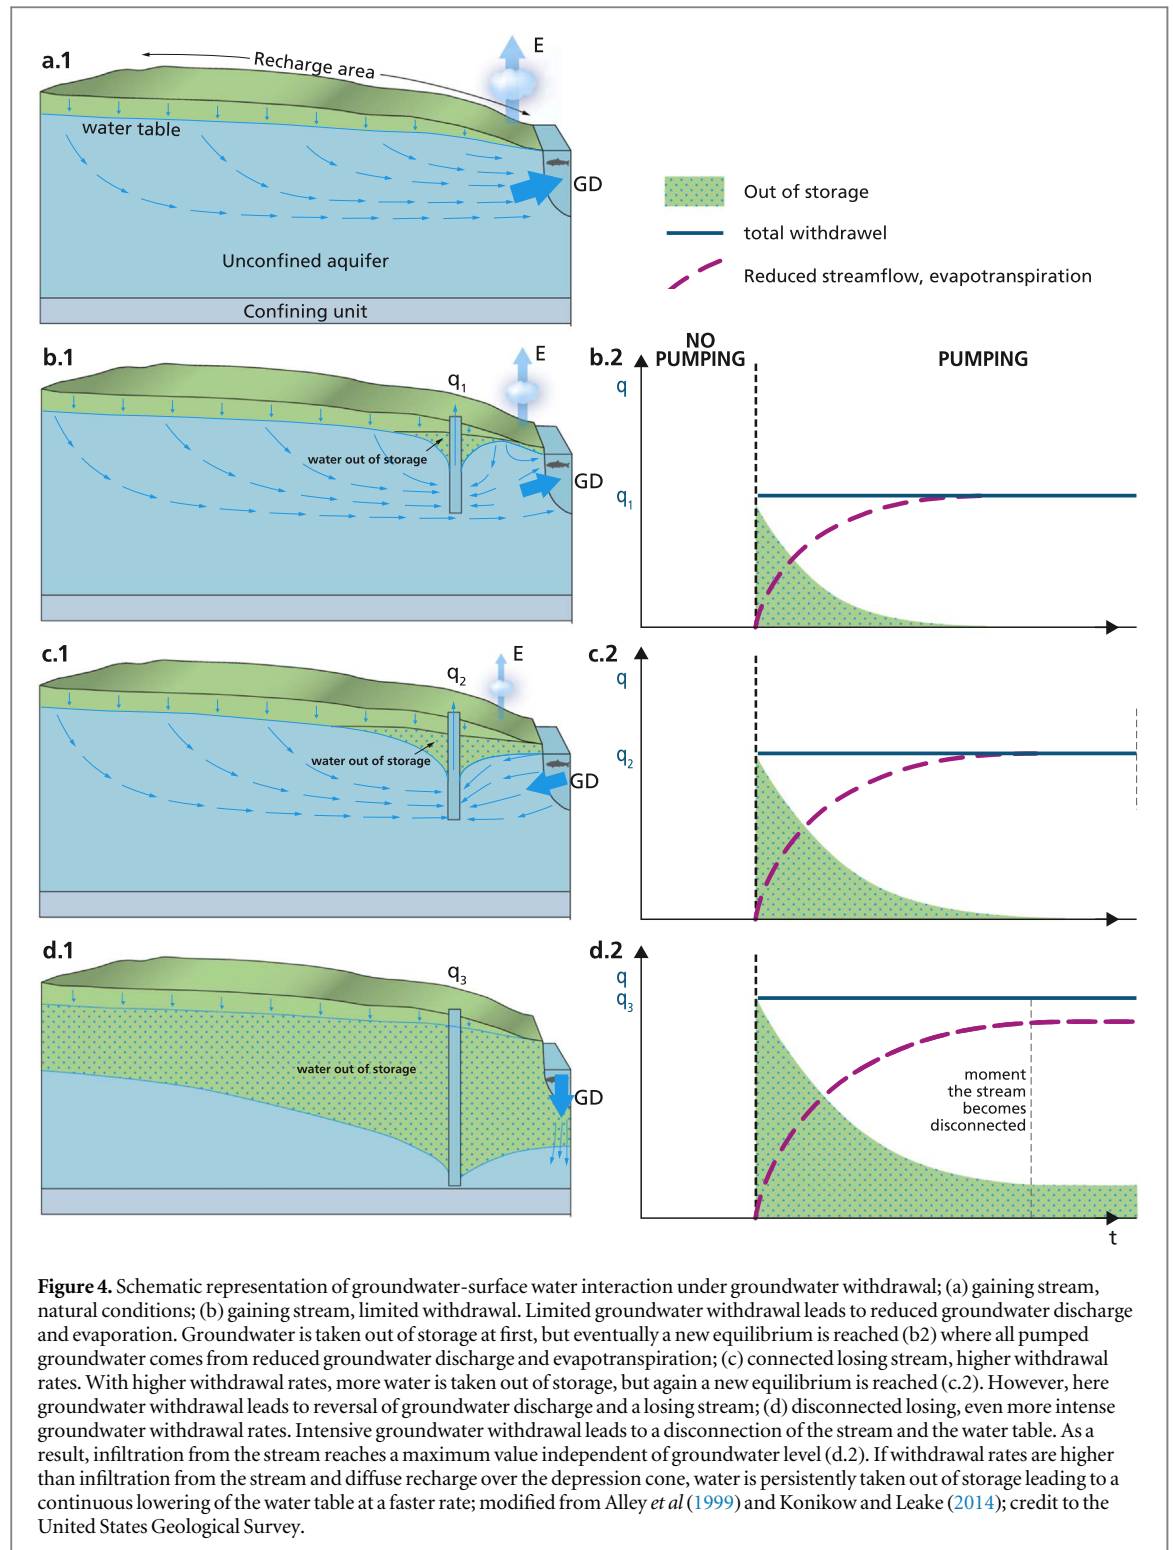 a.1
Recharge area
E
water table
GD
Unconfined aquifer
Confining unit
Out of storage
total withdrawel
Reduced streamflow, evapotranspiration
b.1
E
q1
water out of storage
GD
b.2
NO
PUMPING
PUMPING
q
q1
c.1
E
q2
water out of storage
GD
c.2
q
q2
d.1
q3
water out of storage
GD
d.2
q
q3
moment
the stream
becomes
disconnected
t
Figure 4. Schematic representation of groundwater-surface water interaction under groundwater withdrawal; (a) gaining stream,
natural conditions; (b) gaining stream, limited withdrawal. Limited groundwater withdrawal leads to reduced groundwater discharge
and evaporation. Groundwater is taken out of storage at first, but eventually a new equilibrium is reached (b2) where all pumped
groundwater comes from reduced groundwater discharge and evapotranspiration; (c) connected losing stream, higher withdrawal
rates. With higher withdrawal rates, more water is taken out of storage, but again a new equilibrium is reached (c.2). However, here
groundwater withdrawal leads to reversal of groundwater discharge and a losing stream; (d) disconnected losing, even more intense
groundwater withdrawal rates. Intensive groundwater withdrawal leads to a disconnection of the stream and the water table. As a
result, infiltration from the stream reaches a maximum value independent of groundwater level (d.2). If withdrawal rates are higher
than infiltration from the stream and diffuse recharge over the depression cone, water is persistently taken out of storage leading to a
continuous lowering of the water table at a faster rate; modified from Alley et al (1999) and Konikow and Leake (2014); credit to the
United States Geological Survey.